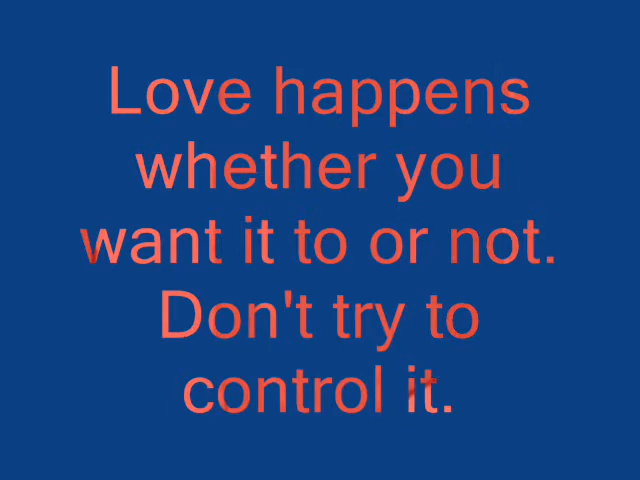 Love happens
whether you
want it to or not.
Don't try to
control it.